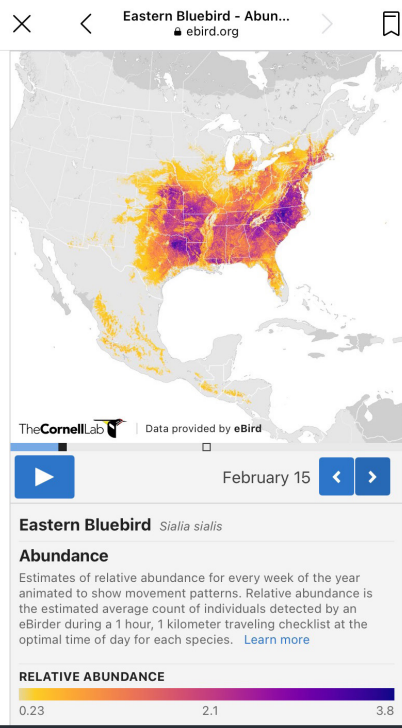 Eastern Bluebird - Abun...
ebird.org
TheCornellLab
Data provided by eBird
February 15
Eastern Bluebird Sialia sialis
Abundance
Estimates of relative abundance for every week of the year
animated to show movement patterns. Relative abundance is
the estimated average count of individuals detected by an
eBirder during a 1 hour, 1 kilometer traveling checklist at the
optimal time of day for each species. Learn more
RELATIVE ABUNDANCE
0.23 2.1 3.8